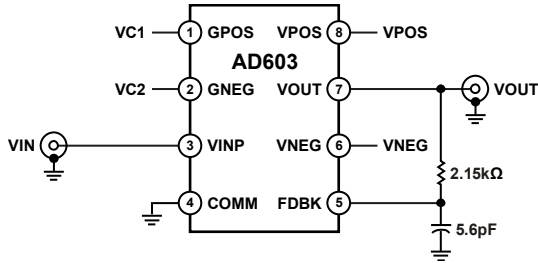 VC1 1 GPOS VPOS 8 VPOS
AD603
VC2 2 GNEG VOUT 7 VOUT
VIN 3 VINP VNEG 6 VNEG
2.15kΩ
4 COMM FDBK 5
5.6pF